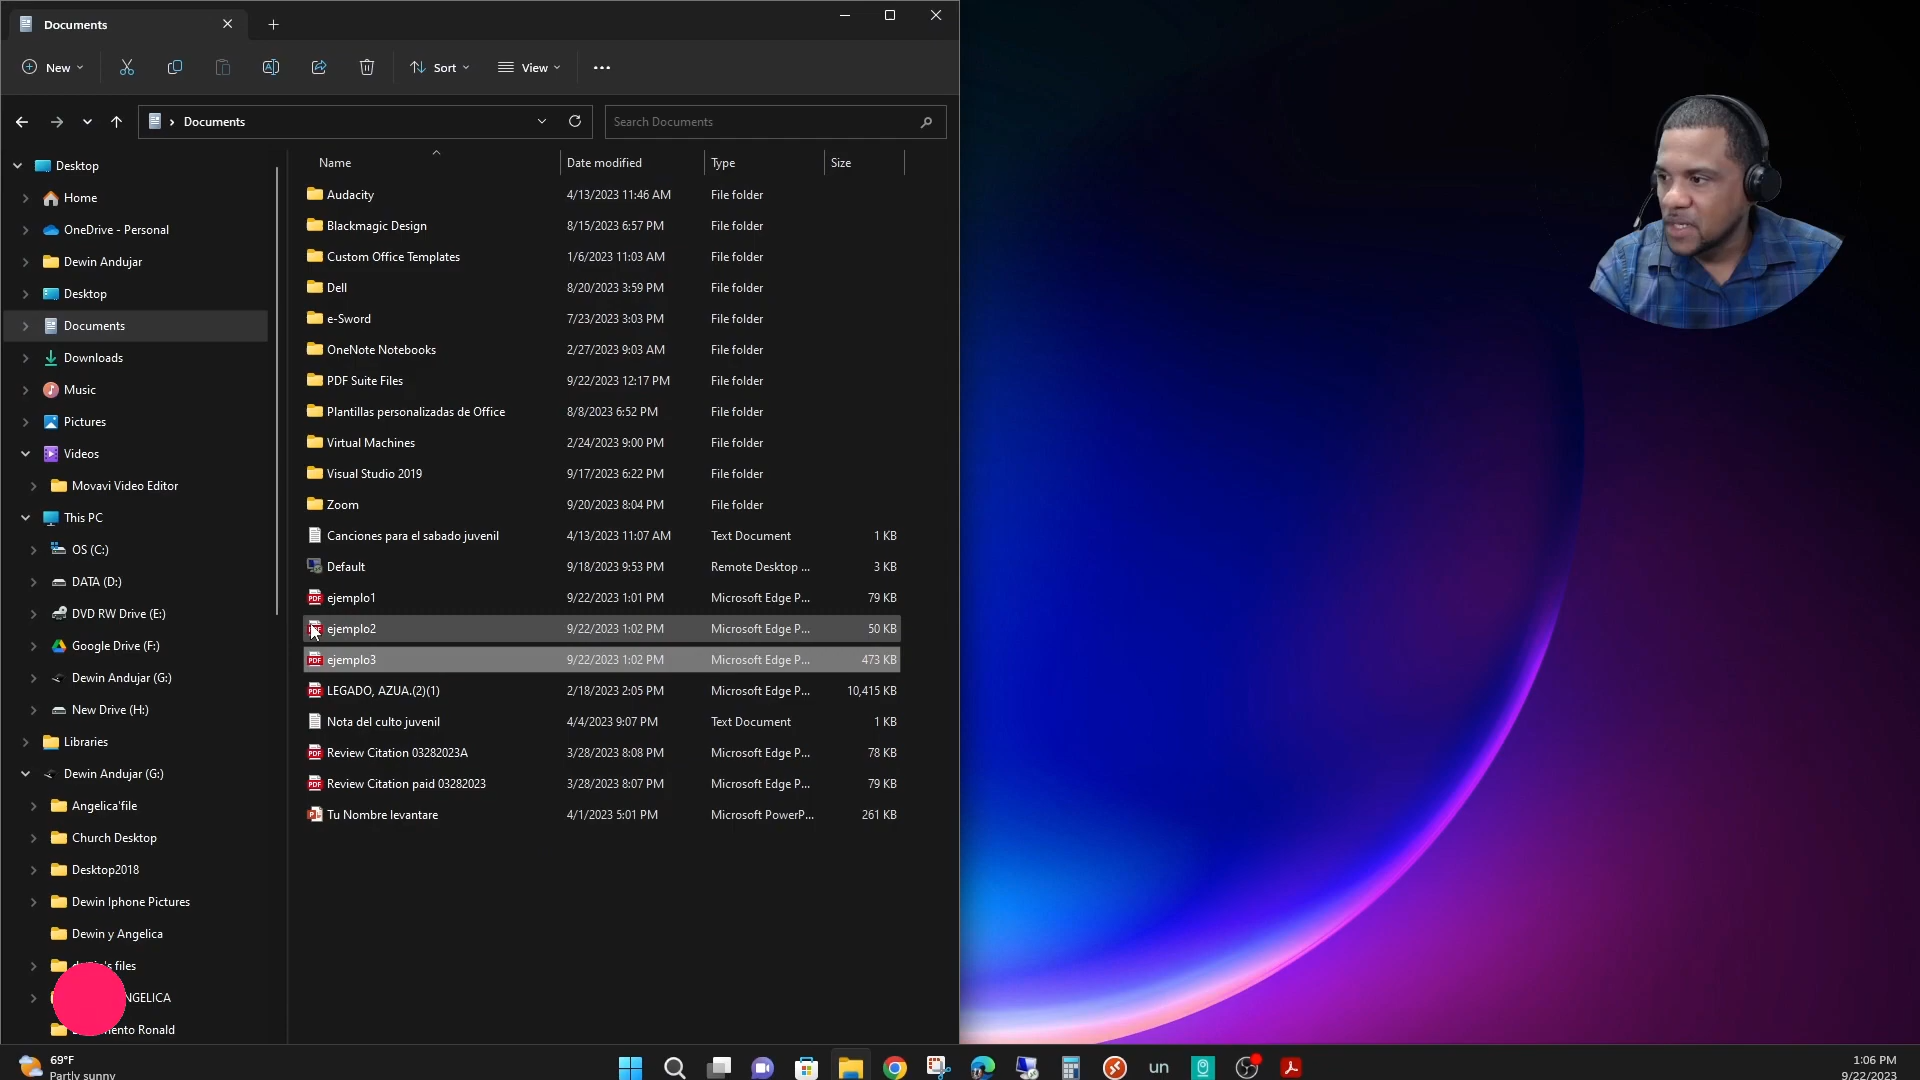 Documents
New
Sort
View
Documents
Search Documents
Name Date modified Type Size
Desktop
Home
OneDrive - Personal
Dewin Andujar
Desktop
Documents
Downloads
Music
Pictures
Videos
Movavi Video Editor
This PC
OS (C:)
DATA (D:)
DVD RW Drive (E:)
Google Drive (F:)
Dewin Andujar (G:)
New Drive (H:)
Libraries
Dewin Andujar (G:)
Angelica'file
Church Desktop
Desktop2018
Dewin Iphone Pictures
Dewin y Angelica
files
NGELICA
Ronald
Audacity 4/13/2023 11:46 AM File folder
Blackmagic Design 8/15/2023 6:57 PM File folder
Custom Office Templates 1/6/2023 11:03 AM File folder
Dell 8/20/2023 3:59 PM File folder
e-Sword 7/23/2023 3:03 PM File folder
OneNote Notebooks 2/27/2023 9:03 AM File folder
PDF Suite Files 9/22/2023 12:17 PM File folder
Plantillas personalizadas de Office 8/8/2023 6:52 PM File folder
Virtual Machines 2/24/2023 9:00 PM File folder
Visual Studio 2019 9/17/2023 6:22 PM File folder
Zoom 9/20/2023 8:04 PM File folder
Canciones para el sabado juvenil 4/13/2023 11:07 AM Text Document 1 KB
Default 9/18/2023 9:53 PM Remote Desktop ... 3 KB
ejemplo1 9/22/2023 1:01 PM Microsoft Edge P... 79 KB
ejemplo2 9/22/2023 1:02 PM Microsoft Edge P... 50 KB
ejemplo3 9/22/2023 1:02 PM Microsoft Edge P... 473 KB
LEGADO, AZUA.(2)(1) 2/18/2023 2:05 PM Microsoft Edge P... 10,415 KB
Nota del culto juvenil 4/4/2023 9:07 PM Text Document 1 KB
Review Citation 03282023A 3/28/2023 8:08 PM Microsoft Edge P... 78 KB
Review Citation paid 03282023 3/28/2023 8:07 PM Microsoft Edge P... 79 KB
Tu Nombre levantare 4/1/2023 5:01 PM Microsoft PowerP... 261 KB
69°F
Partly sunny
un
1:06 PM
9/22/2023